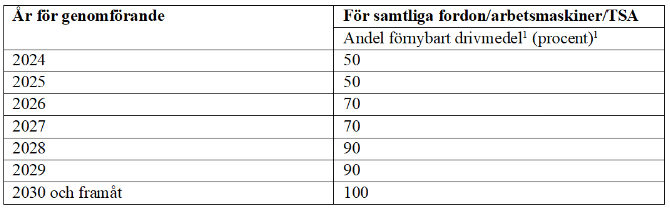 År för genomförande För samtliga fordon/arbetsmaskiner/TSA
Andel förnybart drivmedel¹ (procent)¹
2024 50
2025 50
2026 70
2027 70
2028 90
2029 90
2030 och framåt 100